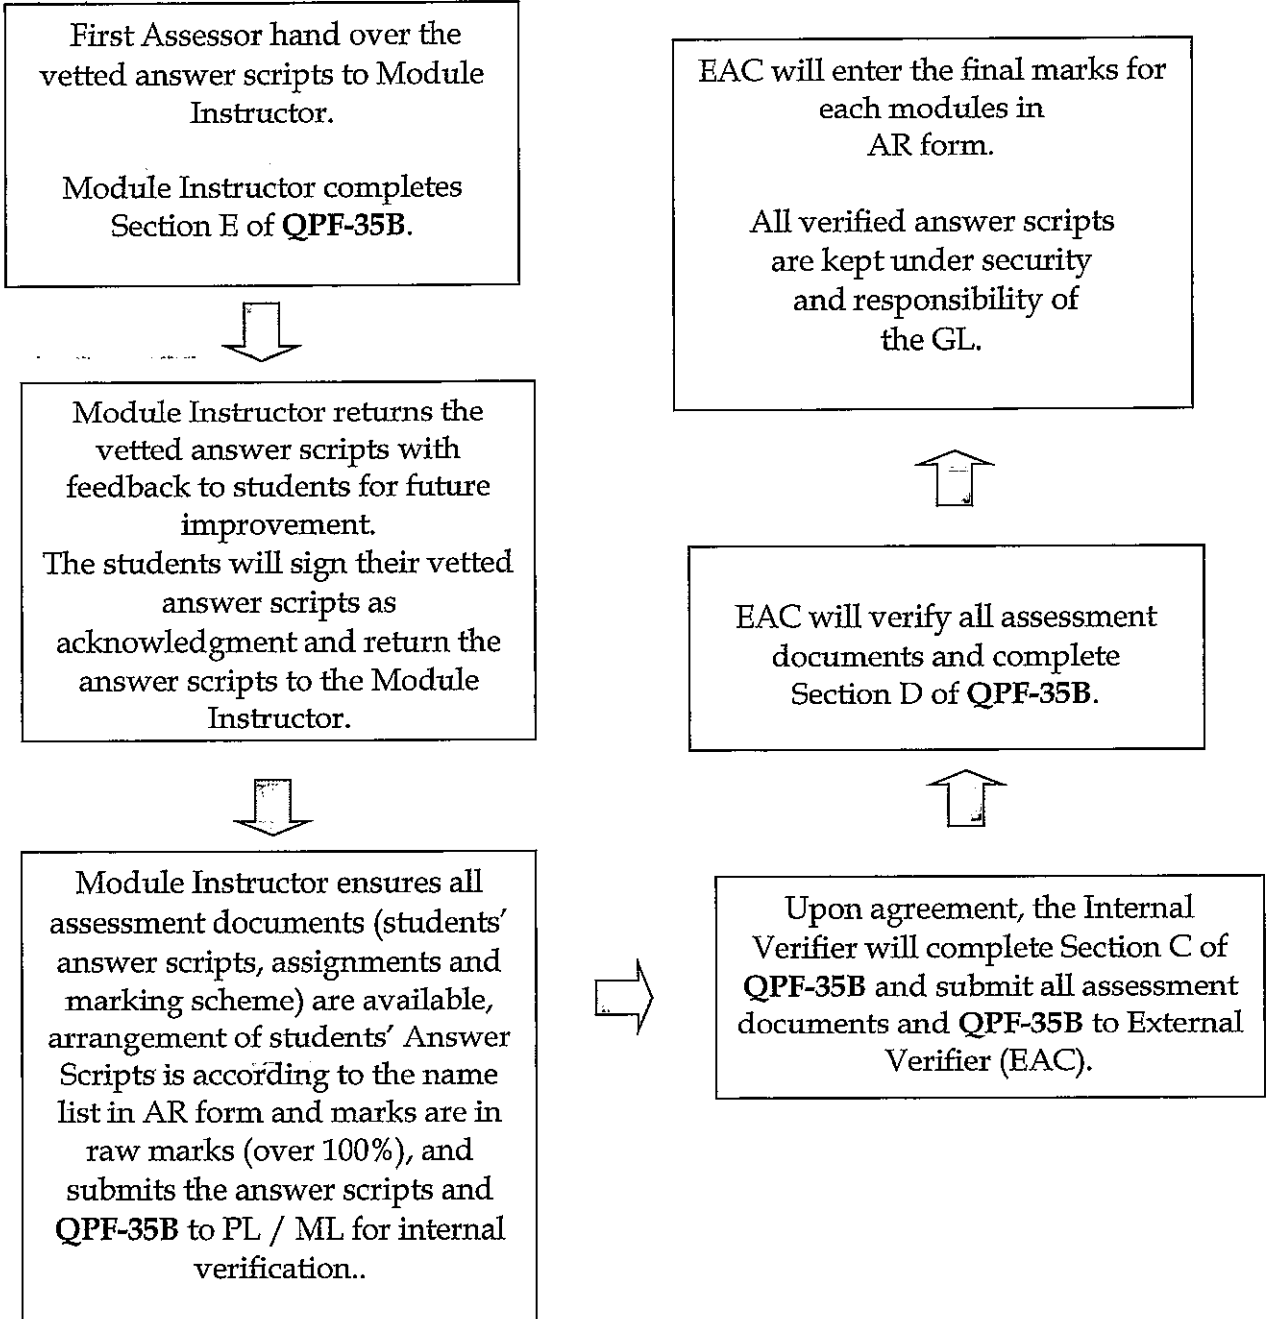 First Assessor hand over the
vetted answer scripts to Module
Instructor.
Module Instructor completes
Section E of QPF-35B.
Module Instructor returns the
vetted answer scripts with
feedback to students for future
improvement.
The students will sign their vetted
answer scripts as
acknowledgment and return the
answer scripts to the Module
Instructor.
Module Instructor ensures all
assessment documents (students'
answer scripts, assignments and
marking scheme) are available,
arrangement of students' Answer
Scripts is according to the name
list in AR form and marks are in
raw marks (over 100%), and
submits the answer scripts and
QPF-35B to PL / ML for internal
verification..
Upon agreement, the Internal
Verifier will complete Section C of
QPF-35B and submit all assessment
documents and QPF-35B to External
Verifier (EAC).
EAC will verify all assessment
documents and complete
Section D of QPF-35B.
EAC will enter the final marks for
each modules in
AR form.
All verified answer scripts
are kept under security
and responsibility of
the GL.